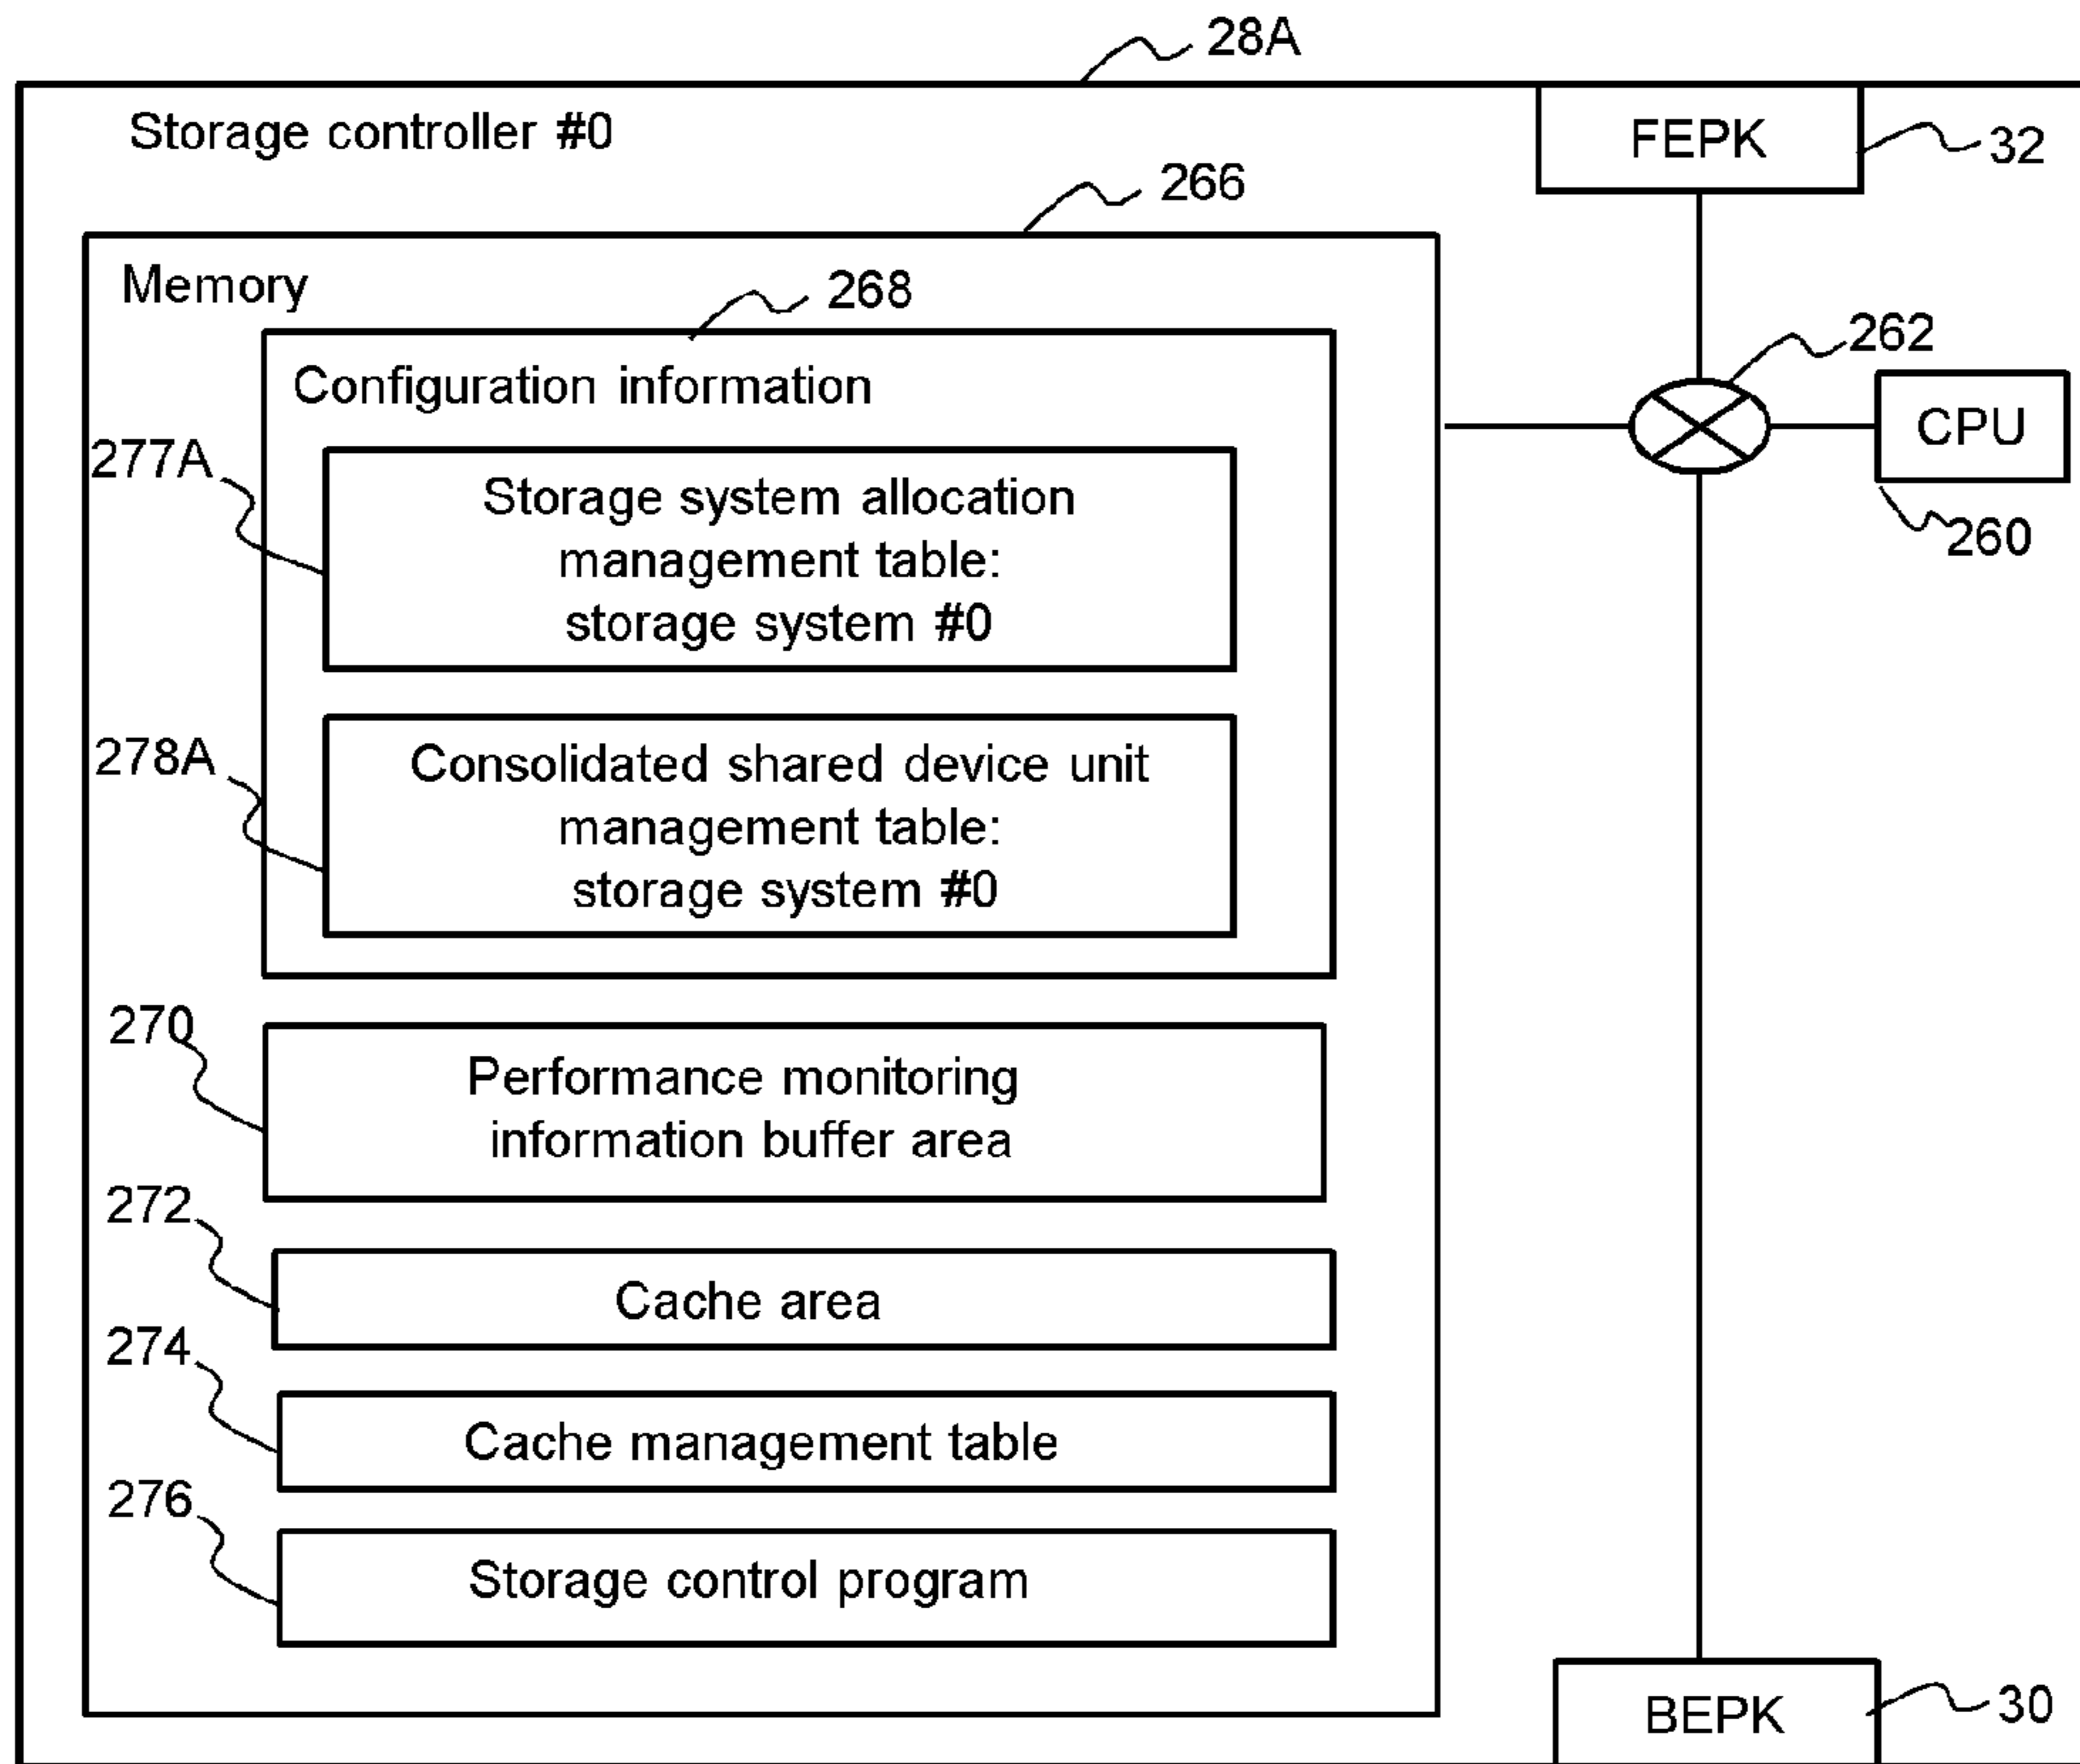 28A
Storage controller #0
FEPK
32
266
Memory
268
262
Configuration information
CPU
277A
Storage system allocation
management table:
storage system #0
260
278A
Consolidated shared device unit
management table:
storage system #0
270
Performance monitoring
information buffer area
272
Cache area
274
Cache management table
276
Storage control program
BEPK
30